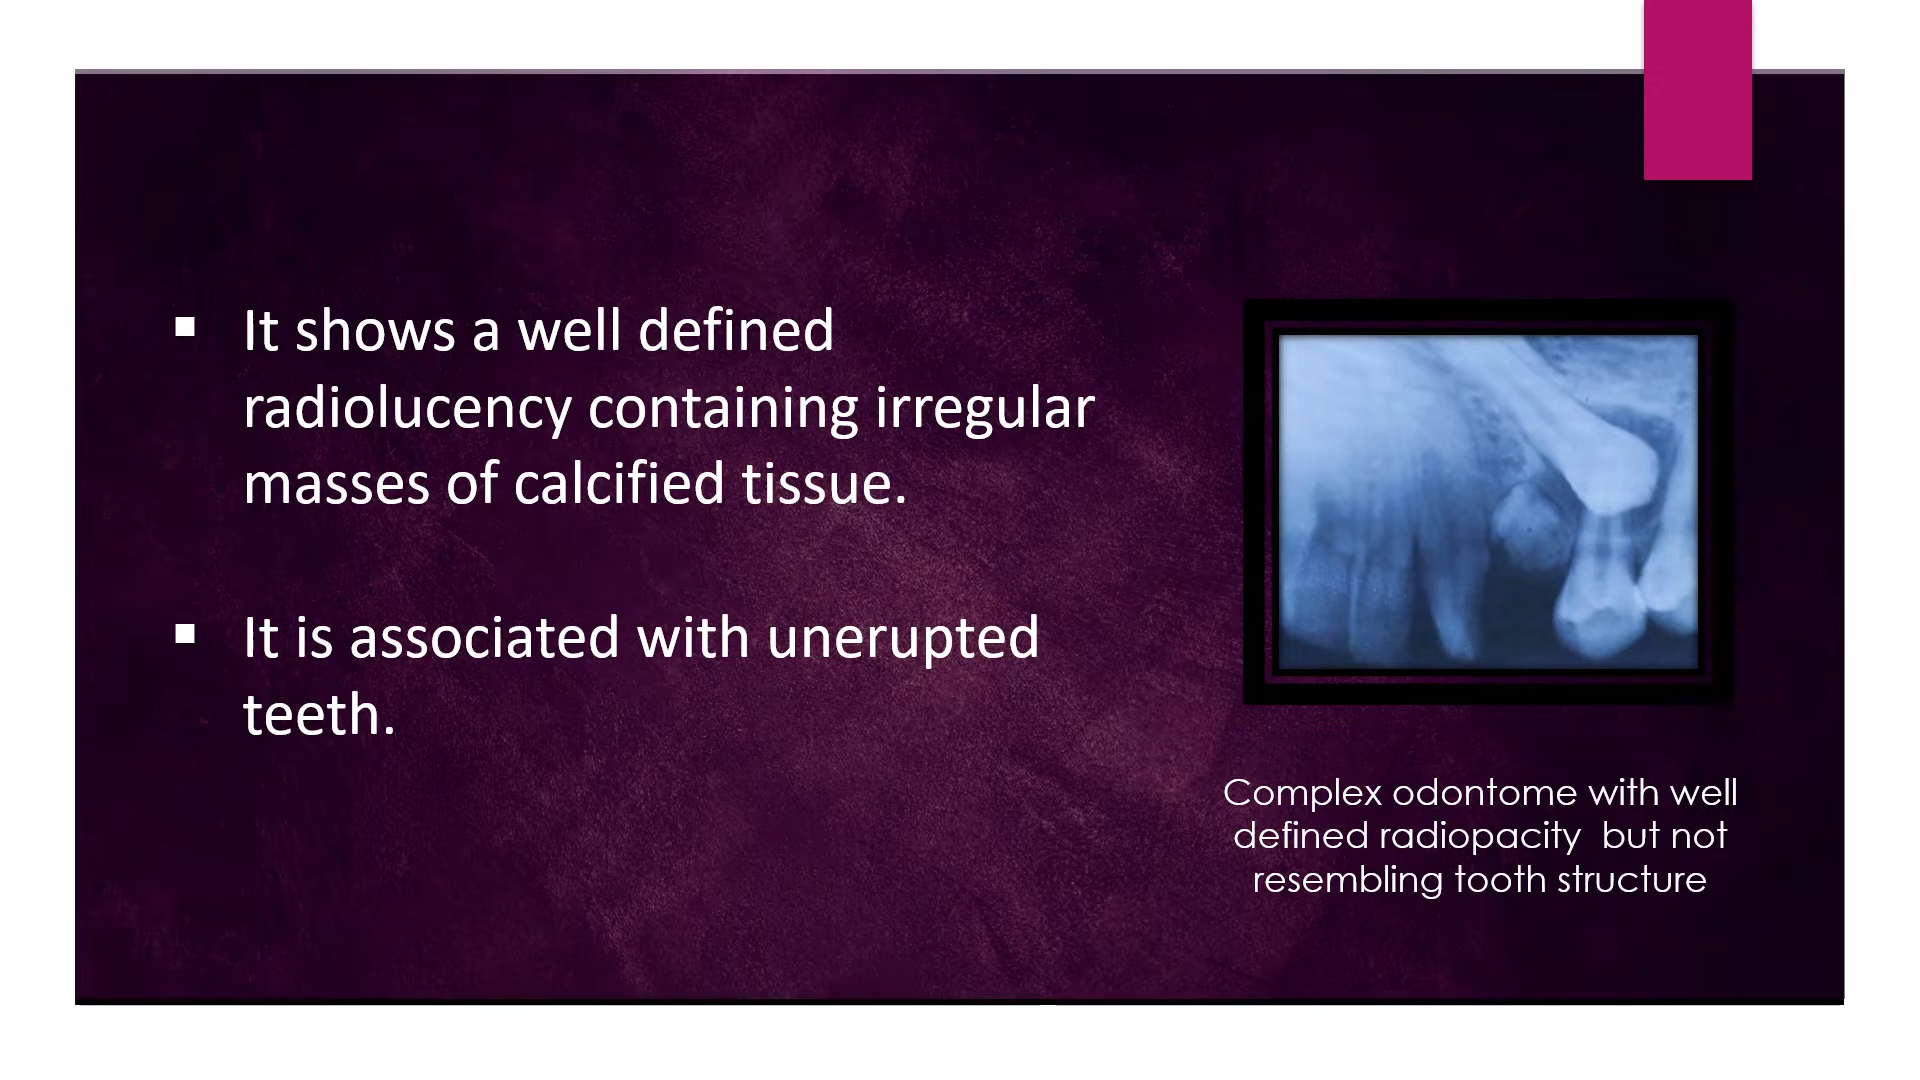 ▪ It shows a well defined
radiolucency containing irregular
masses of calcified tissue.
▪ It is associated with unerupted
teeth.
Complex odontome with well
defined radiopacity  but not
resembling tooth structure